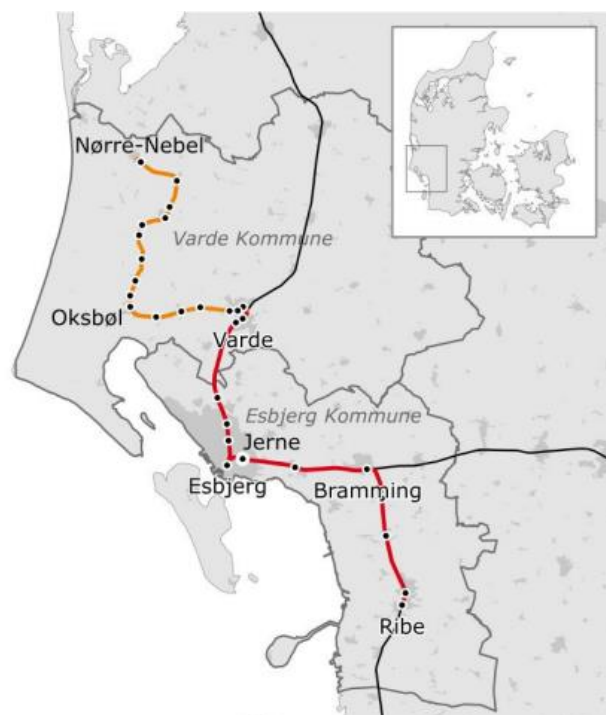 Nørre-Nebel
Varde Kommune
Oksbøl
Varde
Esbjerg Kommune
Jerne
Esbjerg
Bramming
Ribe